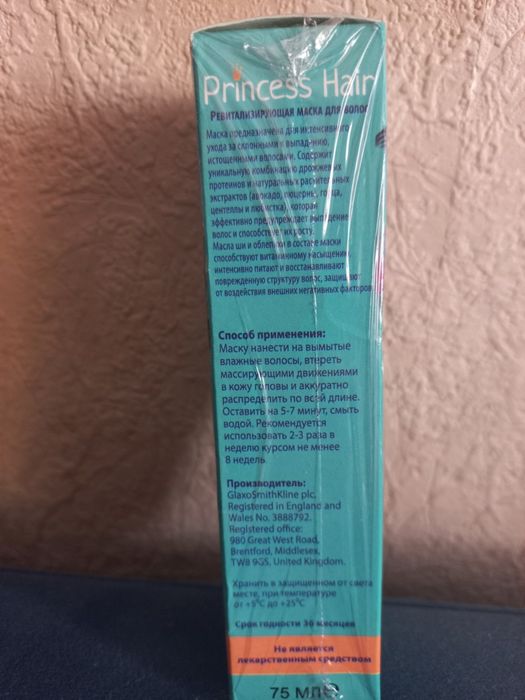 Princess Hair
Ревитализирующая маска для волос
Маска предназначена для интенсивного
ухода за склонными к выпадению,
истощенными волосами. Содержит
уникальную комбинацию дрожжевых
протеинов и натуральных растительных
экстрактов (авокадо, люцерны, горца,
центеллы и любистка), которая
эффективно предупреждает выпадение
волос и способствует их росту.
Масла ши и облепихи в составе маски
способствуют витаминному насыщению,
интенсивно питают и восстанавливают
поврежденную структуру волос, защищают
от воздействия внешних негативных факторов.
Способ применения:
Маску нанести на вымытые
влажные волосы, втереть
массирующими движениями
в кожу головы и аккуратно
распределить по всей длине.
Оставить на 5-7 минут, смыть
водой. Рекомендуется
использовать 2-3 раза в
неделю курсом не менее
8 недель.
Производитель:
GlaxoSmithKline plc.
Registered in England and
Wales No. 3888792.
Registered office:
980 Great West Road,
Brentford, Middlesex,
TW8 9GS, United Kingdom.
Хранить в защищенном от света
месте, при температуре
от +5°С до +25°С
Срок годности 36 месяцев
Не является
лекарственным средством
75 МЛ℮